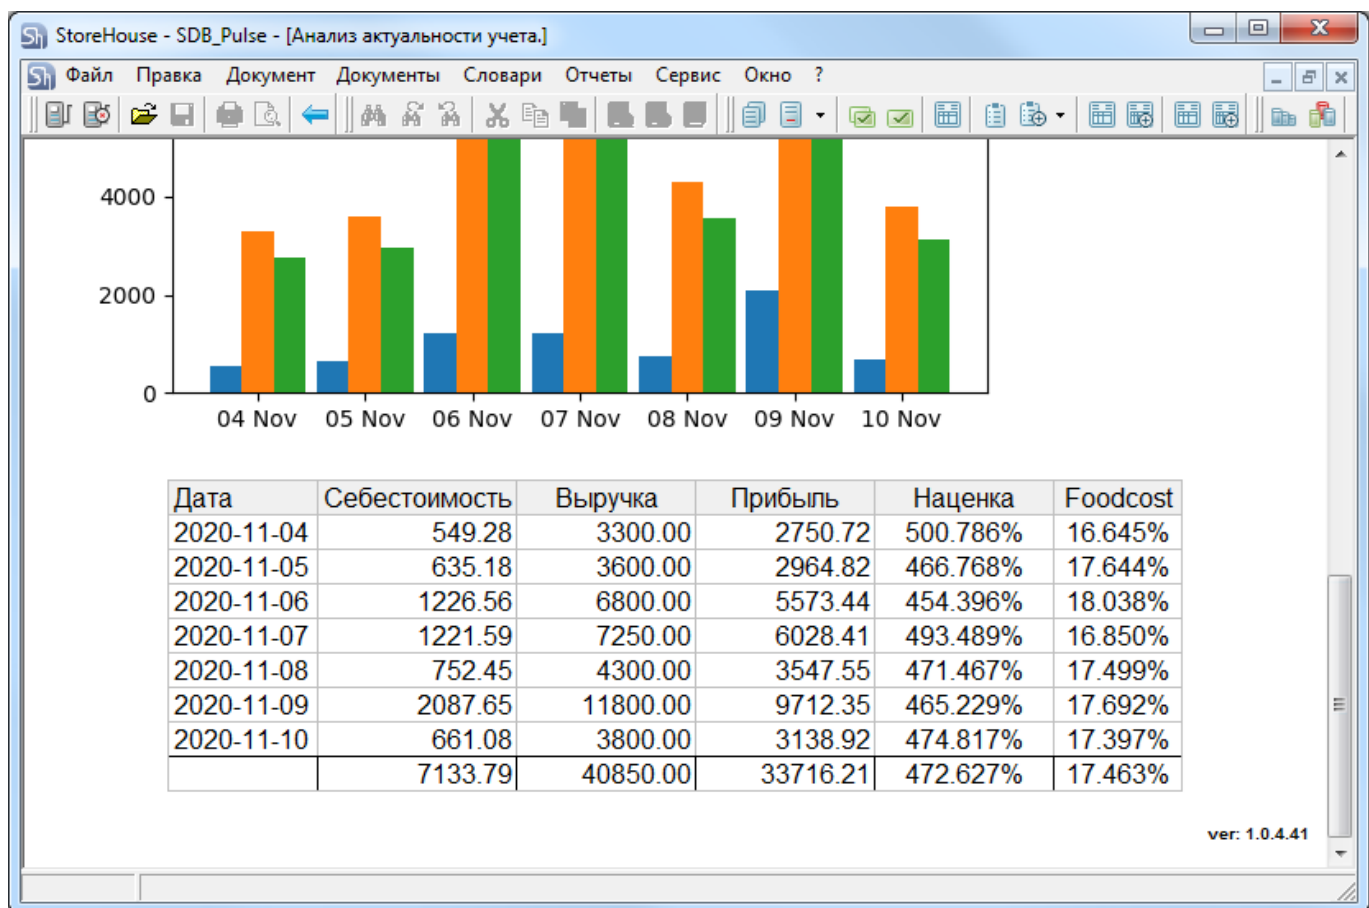 StoreHouse - SDB_Pulse - [Анализ актуальности учета.]
Файл Правка Документ Документы Словари Отчеты Сервис Окно ?
4000
2000
0
04 Nov 05 Nov 06 Nov 07 Nov 08 Nov 09 Nov 10 Nov
Дата Себестоимость Выручка Прибыль Наценка Foodcost
2020-11-04 549.28 3300.00 2750.72 500.786% 16.645%
2020-11-05 635.18 3600.00 2964.82 466.768% 17.644%
2020-11-06 1226.56 6800.00 5573.44 454.396% 18.038%
2020-11-07 1221.59 7250.00 6028.41 493.489% 16.850%
2020-11-08 752.45 4300.00 3547.55 471.467% 17.499%
2020-11-09 2087.65 11800.00 9712.35 465.229% 17.692%
2020-11-10 661.08 3800.00 3138.92 474.817% 17.397%
7133.79 40850.00 33716.21 472.627% 17.463%
ver: 1.0.4.41